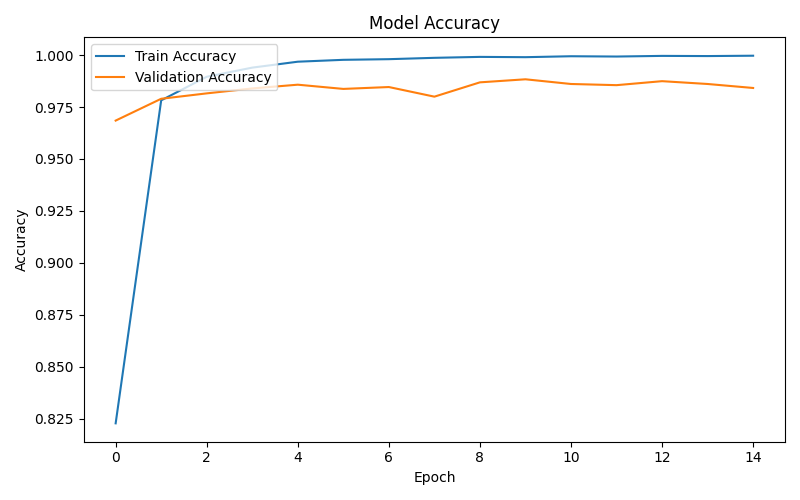 Model Accuracy
Train Accuracy
Validation Accuracy
1.000
0.975
0.950
0.925
0.900
0.875
0.850
0.825
Accuracy
0 2 4 6 8 10 12 14
Epoch